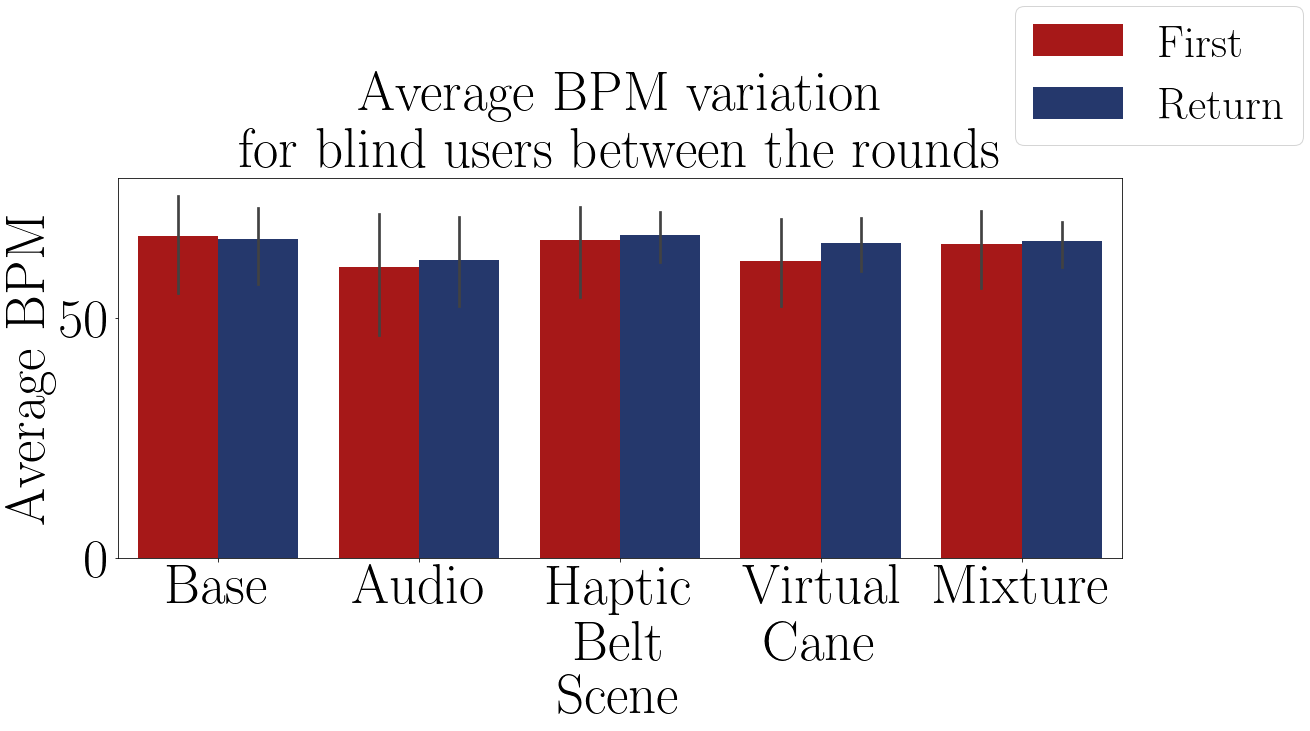 First
Return
Average BPM variation
for blind users between the rounds
Average BPM
50
0
Base
Audio
Haptic
Belt
Virtual
Cane
Mixture
Scene